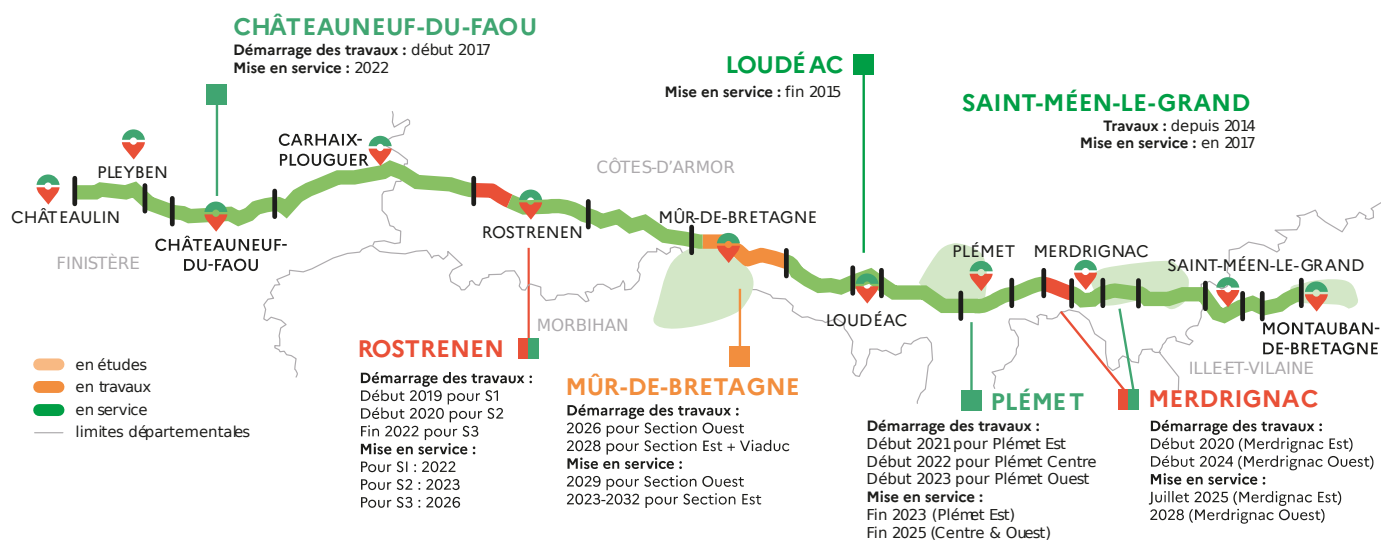 CHÂTEAUNEUF-DU-FAOU
Démarrage des travaux : début 2017
Mise en service : 2022
LOUDÉAC
Mise en service : fin 2015
SAINT-MÉEN-LE-GRAND
Travaux : depuis 2014
Mise en service : en 2017
CARHAIX-
PLOUGUER
PLEYBEN
CHÂTEAULIN
CHÂTEAUNEUF-
DU-FAOU
FINISTÈRE
CÔTES-D'ARMOR
ROSTRENEN
MÛR-DE-BRETAGNE
PLÉMET
MERDRIGNAC
SAINT-MÉEN-LE-GRAND
LOUDÉAC
MORBIHAN
MONTAUBAN-
DE-BRETAGNE
ILLE-ET-VILAINE
en études
en travaux
en service
limites départementales
ROSTRENEN
Démarrage des travaux :
Début 2019 pour S1
Début 2020 pour S2
Fin 2022 pour S3
Mise en service :
Pour S1 : 2022
Pour S2 : 2023
Pour S3 : 2026
MÛR-DE-BRETAGNE
Démarrage des travaux :
2026 pour Section Ouest
2028 pour Section Est + Viaduc
Mise en service :
2029 pour Section Ouest
2023-2032 pour Section Est
PLÉMET
Démarrage des travaux :
Début 2021 pour Plémet Est
Début 2022 pour Plémet Centre
Début 2023 pour Plémet Ouest
Mise en service :
Fin 2023 (Plémet Est)
Fin 2025 (Centre & Ouest)
MERDRIGNAC
Démarrage des travaux :
Début 2020 (Merdrignac Est)
Début 2024 (Merdrignac Ouest)
Mise en service :
Juillet 2025 (Merdignac Est)
2028 (Merdrignac Ouest)